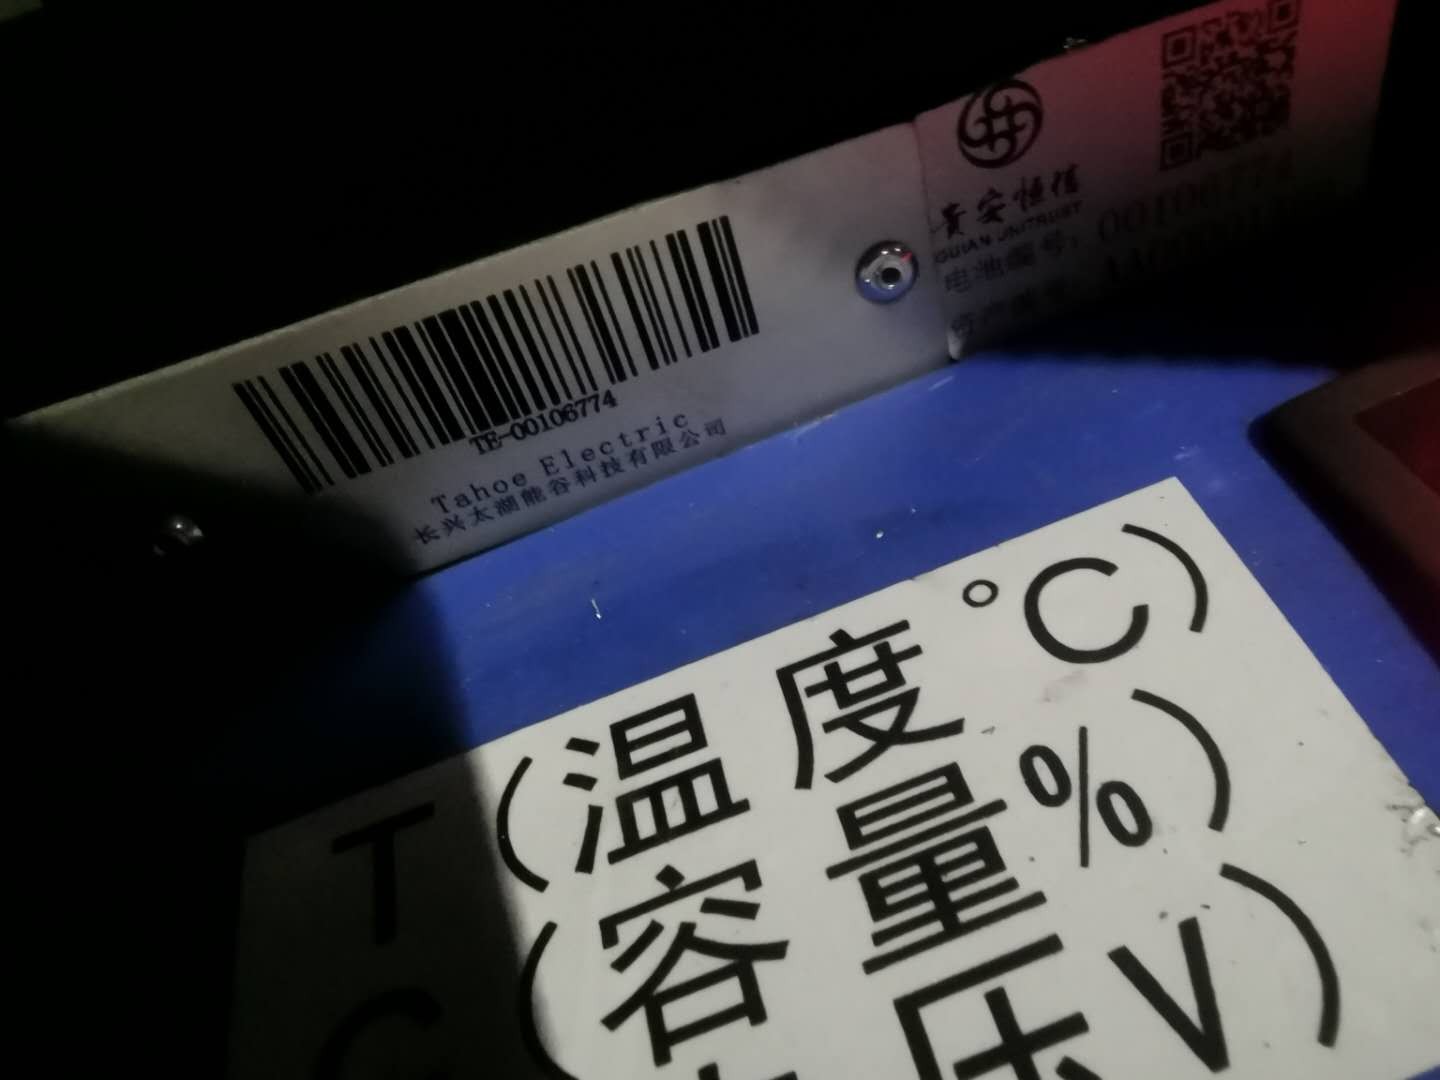 TE-00106774
Tahoe Electric
长兴太湖能谷科技有限公司
贵安恒信
GUIAN UNITRUST
电池编号: 00106774
T (温度℃)
C (容量%)
压V)